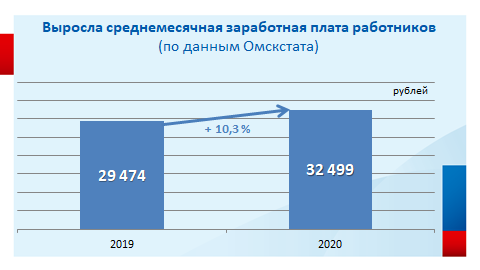 Выросла среднемесячная заработная плата работников
(по данным Омскстата)
рублей
+ 10,3 %
29 474
32 499
2019
2020